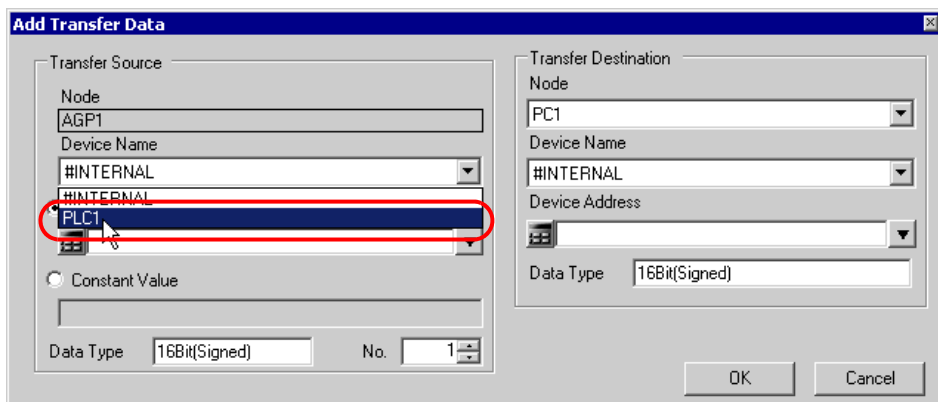 Add Transfer Data
Transfer Source
Node
AGP1
Device Name
#INTERNAL
#INTERNAL
PLC1
Constant Value
Data Type 16Bit(Signed) No. 1
Transfer Destination
Node
PC1
Device Name
#INTERNAL
Device Address
Data Type 16Bit(Signed)
OK Cancel